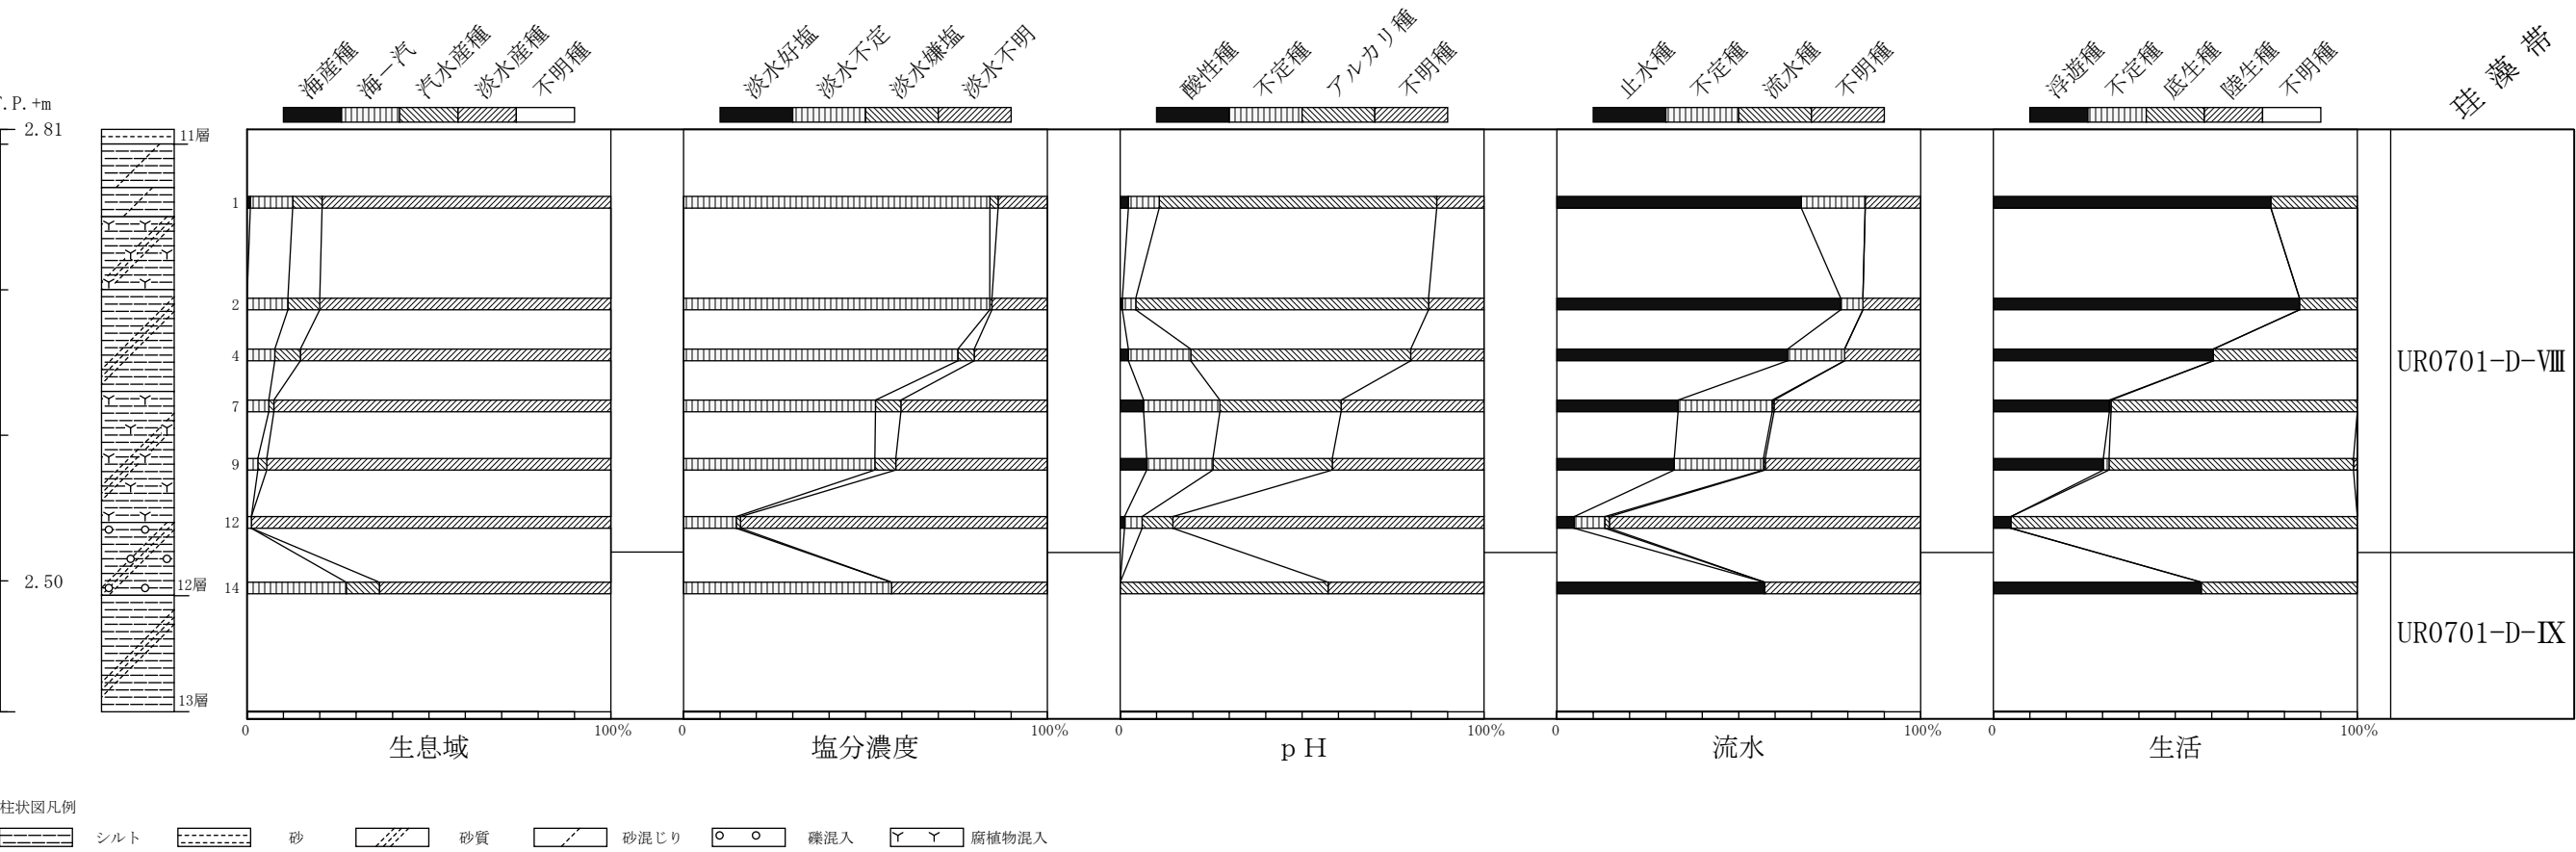 海産種 海－汽 汽水産種 淡水産種 不明種
淡水好塩 淡水不定 淡水嫌塩 淡水不明
酸性種 不定種 アルカリ種 不明種
止水種 不定種 流水種 不明種
浮遊種 不定種 底生種 陸生種 不明種
珪藻帯
.P.+m
2.81
11層
1
2
4
UR0701-D-Ⅷ
7
9
12
2.50
12層
14
UR0701-D-Ⅸ
13層
0 100% 0 100% 0 100% 0 100% 0 100%
生息域 塩分濃度 pH 流水 生活
柱状図凡例
シルト 砂 砂質 砂混じり 礫混入 腐植物混入